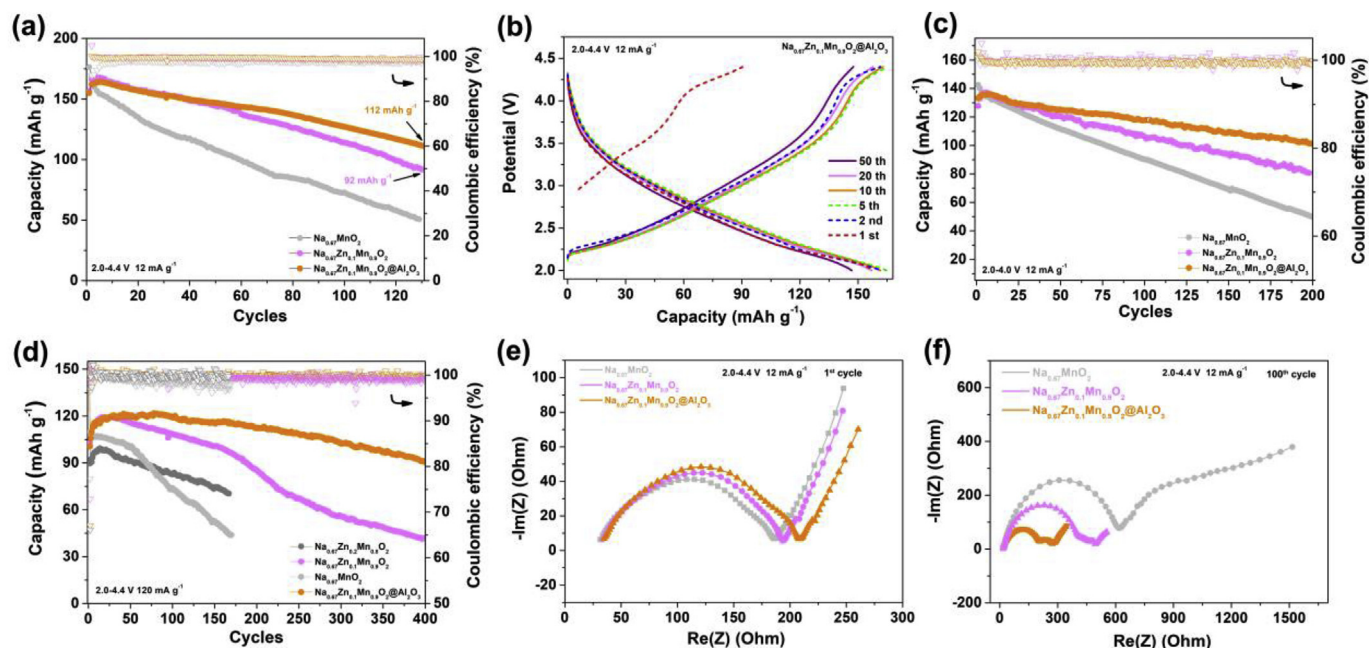 (a)
200
150
100
50
0
0
20
40
60
80
100
120
Capacity (mAh g⁻¹)
Cycles
100
90
80
70
60
50
40
30
20
0
Coulombic efficiency (%)
112 mAh g⁻¹
92 mAh g⁻¹
Na₀.₆₇MnO₂
Na₀.₆₇Zn₀.₁Mn₀.₉O₂
Na₀.₆₇Zn₀.₁Mn₀.₉O₂@Al₂O₃
2.0-4.4 V 12 mA g⁻¹
(b)
2.0-4.4 V 12 mA g⁻¹
Na₀.₆₇Zn₀.₁Mn₀.₉O₂@Al₂O₃
4.5
4.0
3.5
3.0
2.5
2.0
Potential (V)
50 th
20 th
10 th
5 th
2 nd
1 st
0
30
60
90
120
150
180
Capacity (mAh g⁻¹)
(c)
160
140
120
100
80
60
40
20
Capacity (mAh g⁻¹)
100
90
80
70
60
Coulombic efficiency (%)
Na₀.₆₇MnO₂
Na₀.₆₇Zn₀.₁Mn₀.₉O₂
Na₀.₆₇Zn₀.₁Mn₀.₉O₂@Al₂O₃
2.0-4.0 V 12 mA g⁻¹
0
25
50
75
100
125
150
175
200
Cycles
(d)
150
120
90
60
30
0
Capacity (mAh g⁻¹)
100
90
80
70
60
50
Coulombic efficiency (%)
Na₀.₆₇Zn₀.₂Mn₀.₈O₂
Na₀.₆₇Zn₀.₁Mn₀.₉O₂
Na₀.₆₇MnO₂
Na₀.₆₇Zn₀.₁Mn₀.₉O₂@Al₂O₃
2.0-4.4 V 120 mA g⁻¹
0
50
100
150
200
250
300
350
400
Cycles
(e)
Na₀.₆₇MnO₂
Na₀.₆₇Zn₀.₁Mn₀.₉O₂
Na₀.₆₇Zn₀.₁Mn₀.₉O₂@Al₂O₃
2.0-4.4 V 12 mA g⁻¹
1ˢᵗ cycle
100
80
60
40
20
0
-20
-Im(Z) (Ohm)
0
50
100
150
200
250
300
Re(Z) (Ohm)
(f)
Na₀.₆₇MnO₂
Na₀.₆₇Zn₀.₁Mn₀.₉O₂
Na₀.₆₇Zn₀.₁Mn₀.₉O₂@Al₂O₃
2.0-4.4 V 12 mA g⁻¹
100ᵗʰ cycle
600
400
200
0
-200
-Im(Z) (Ohm)
0
300
600
900
1200
1500
Re(Z) (Ohm)